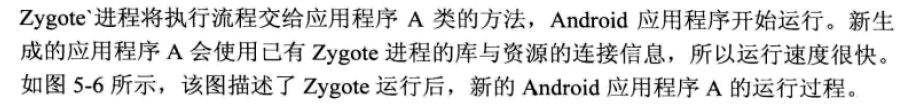 Zygote`进程将执行流程交给应用程序 A 类的方法，Android 应用程序开始运行。新生
成的应用程序 A 会使用已有 Zygote 进程的库与资源的连接信息，所以运行速度很快。
如图 5-6 所示，该图描述了 Zygote 运行后，新的 Android 应用程序 A 的运行过程。